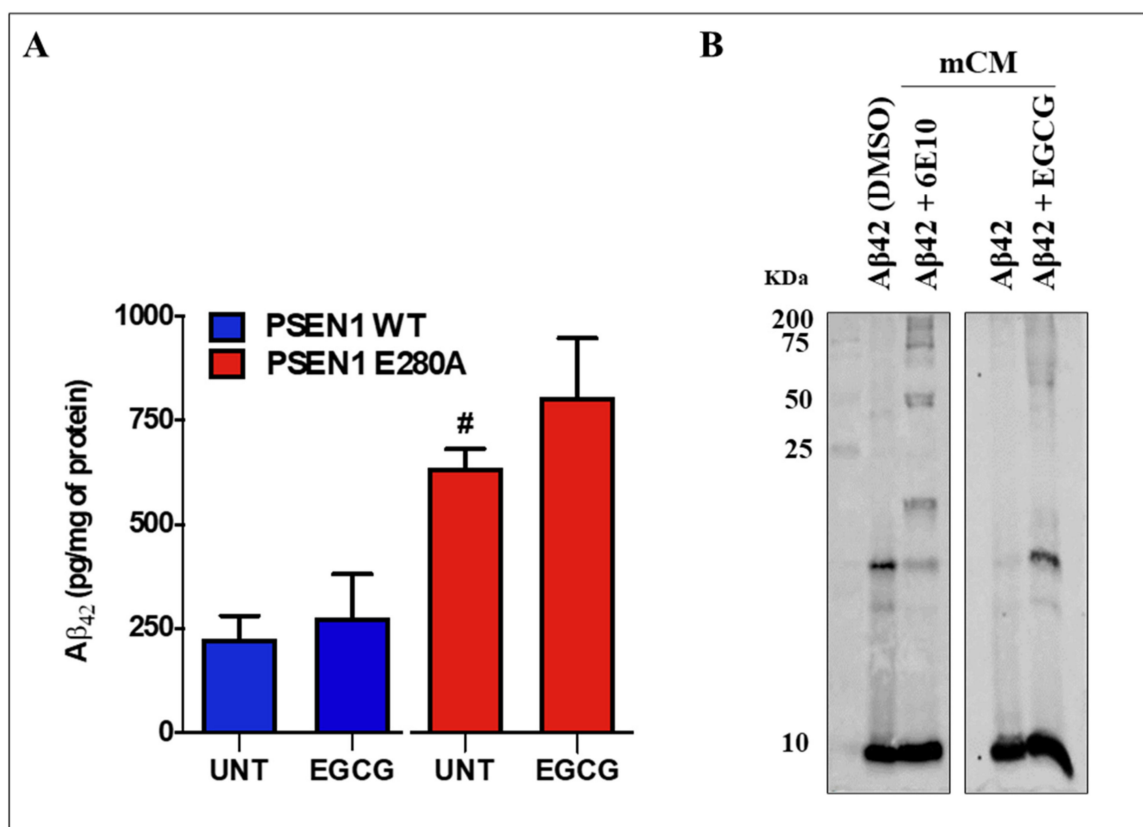 A
B
mCM
Aβ42 (DMSO)
Aβ42 + 6E10
Aβ42
Aβ42 + EGCG
KDa
200
75
50
25
10
PSEN1 WT
PSEN1 E280A
#
Aβ42 (pg/mg of protein)
1000
750
500
250
0
UNT
EGCG
UNT
EGCG